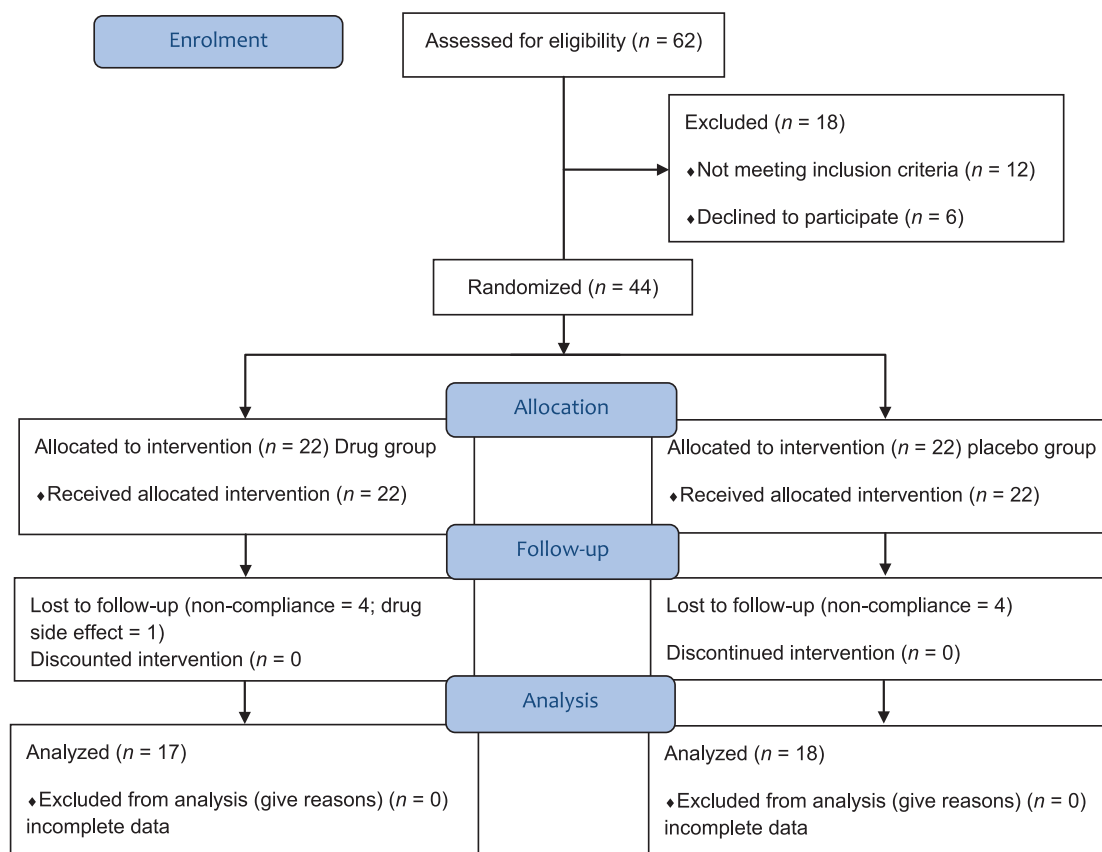 Enrolment
Assessed for eligibility (n = 62)
Excluded (n = 18)
♦Not meeting inclusion criteria (n = 12)
♦Declined to participate (n = 6)
Randomized (n = 44)
Allocation
Allocated to intervention (n = 22) Drug group
♦Received allocated intervention (n = 22)
Allocated to intervention (n = 22) placebo group
♦Received allocated intervention (n = 22)
Follow-up
Lost to follow-up (non-compliance = 4; drug
side effect = 1)
Discounted intervention (n = 0
Lost to follow-up (non-compliance = 4)
Discontinued intervention (n = 0)
Analysis
Analyzed (n = 17)
♦Excluded from analysis (give reasons) (n = 0)
incomplete data
Analyzed (n = 18)
♦Excluded from analysis (give reasons) (n = 0)
incomplete data